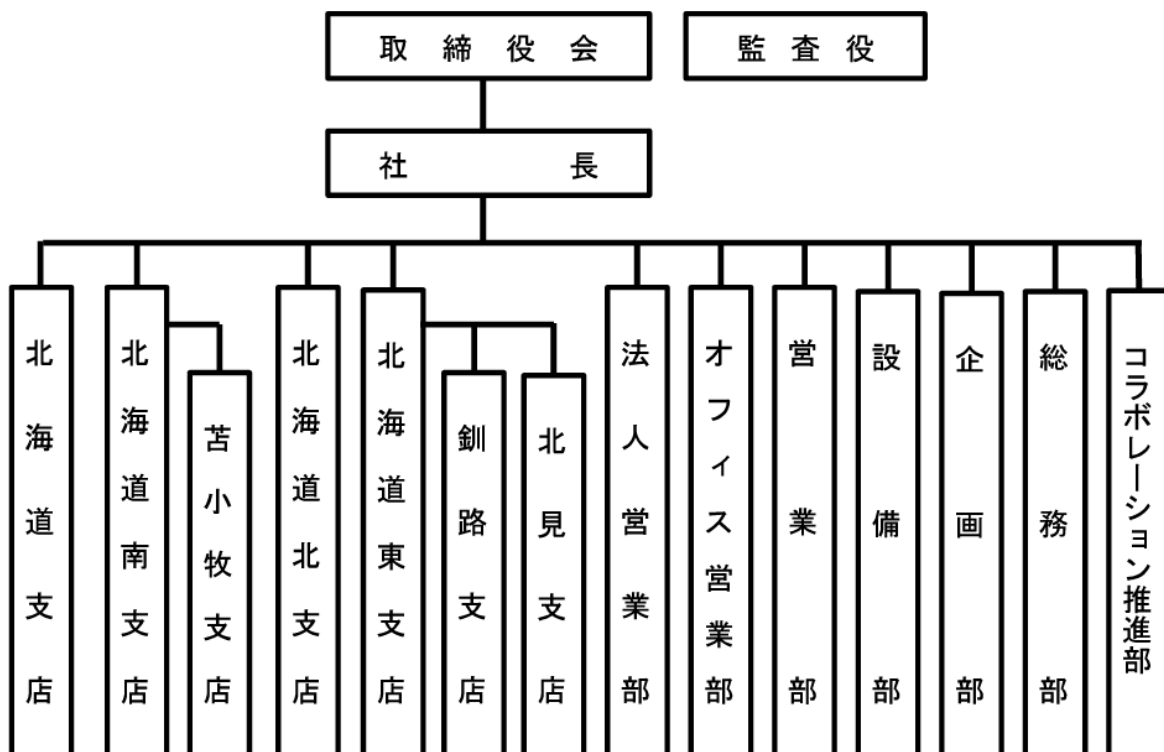 取締役会
監査役
社長
北海道支店
北海道南支店
苫小牧支店
北海道北支店
北海道東支店
釧路支店
北見支店
法人営業部
オフィス営業部
営業部
設備部
企画部
総務部
コラボレーション推進部